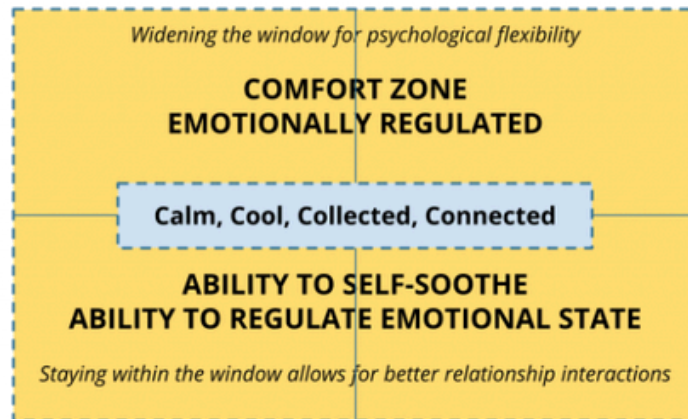 Widening the window for psychological flexibility
COMFORT ZONE
EMOTIONALLY REGULATED
Calm, Cool, Collected, Connected
ABILITY TO SELF-SOOTHE
ABILITY TO REGULATE EMOTIONAL STATE
Staying within the window allows for better relationship interactions